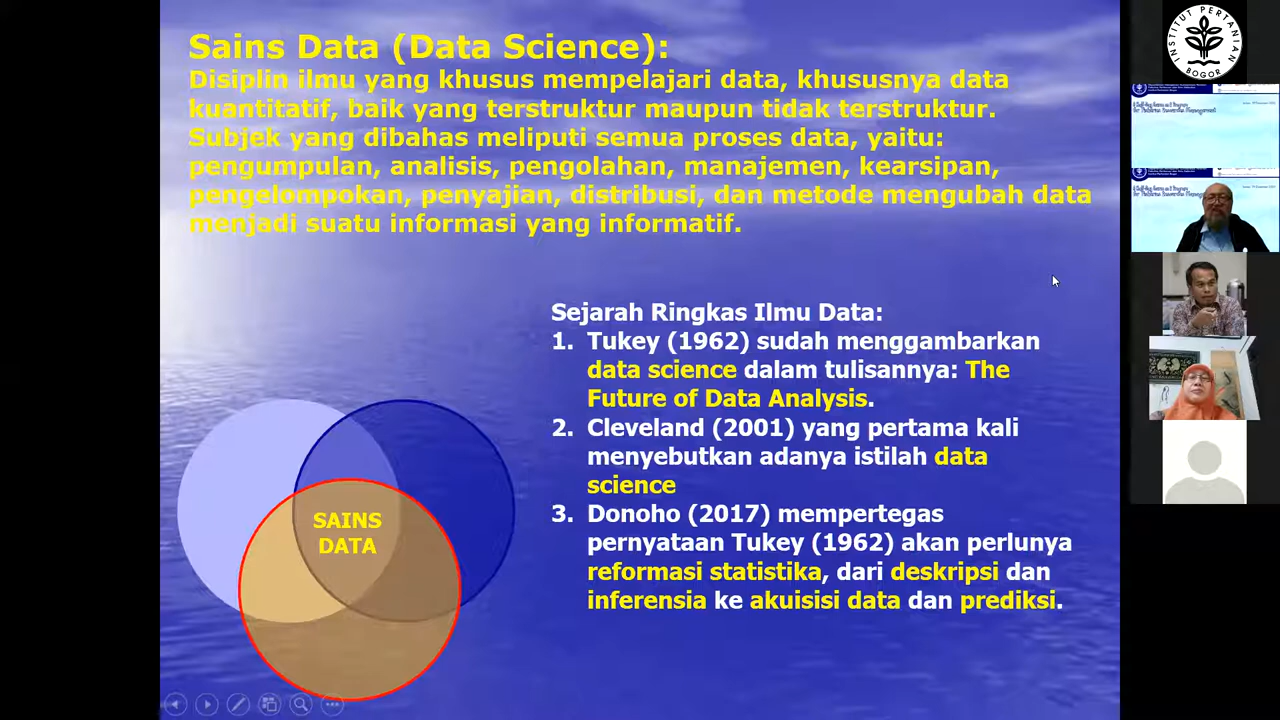 Sains Data (Data Science):
Disiplin ilmu yang khusus mempelajari data, khususnya data
kuantitatif, baik yang terstruktur maupun tidak terstruktur.
Subjek yang dibahas meliputi semua proses data, yaitu:
pengumpulan, analisis, pengolahan, manajemen, kearsipan,
pengelompokan, penyajian, distribusi, dan metode mengubah data
menjadi suatu informasi yang informatif.
Sejarah Ringkas Ilmu Data:
1. Tukey (1962) sudah menggambarkan
data science dalam tulisannya: The
Future of Data Analysis.
2. Cleveland (2001) yang pertama kali
menyebutkan adanya istilah data
science
3. Donoho (2017) mempertegas
pernyataan Tukey (1962) akan perlunya
reformasi statistika, dari deskripsi dan
inferensia ke akuisisi data dan prediksi.
SAINS
DATA
INSTITUT PERTANIAN
BOGOR